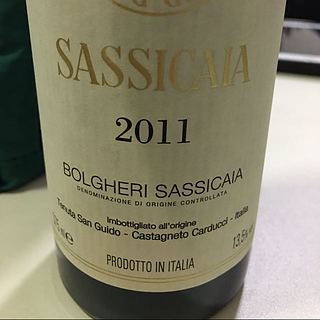 SASSICAIA
2011
BOLGHERI SASSICAIA
DENOMINAZIONE DI ORIGINE CONTROLLATA
Imbottigliato all'origine
Tenuta San Guido - Castagneto Carducci - Italia
13,5%
PRODOTTO IN ITALIA